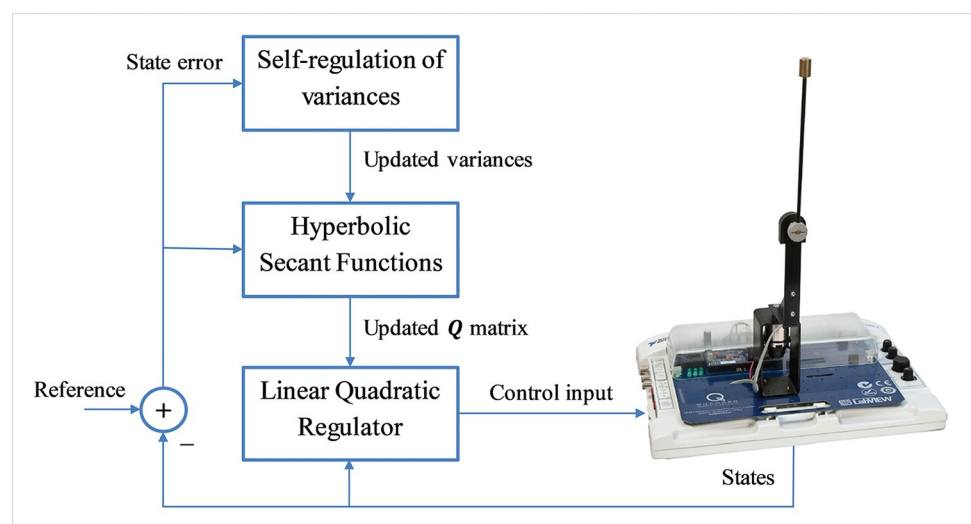 State error
Self-regulation of
variances
Updated variances
Hyperbolic
Secant Functions
Updated Q matrix
Reference
+
−
Linear Quadratic
Regulator
Control input
Q
LabVIEW
States